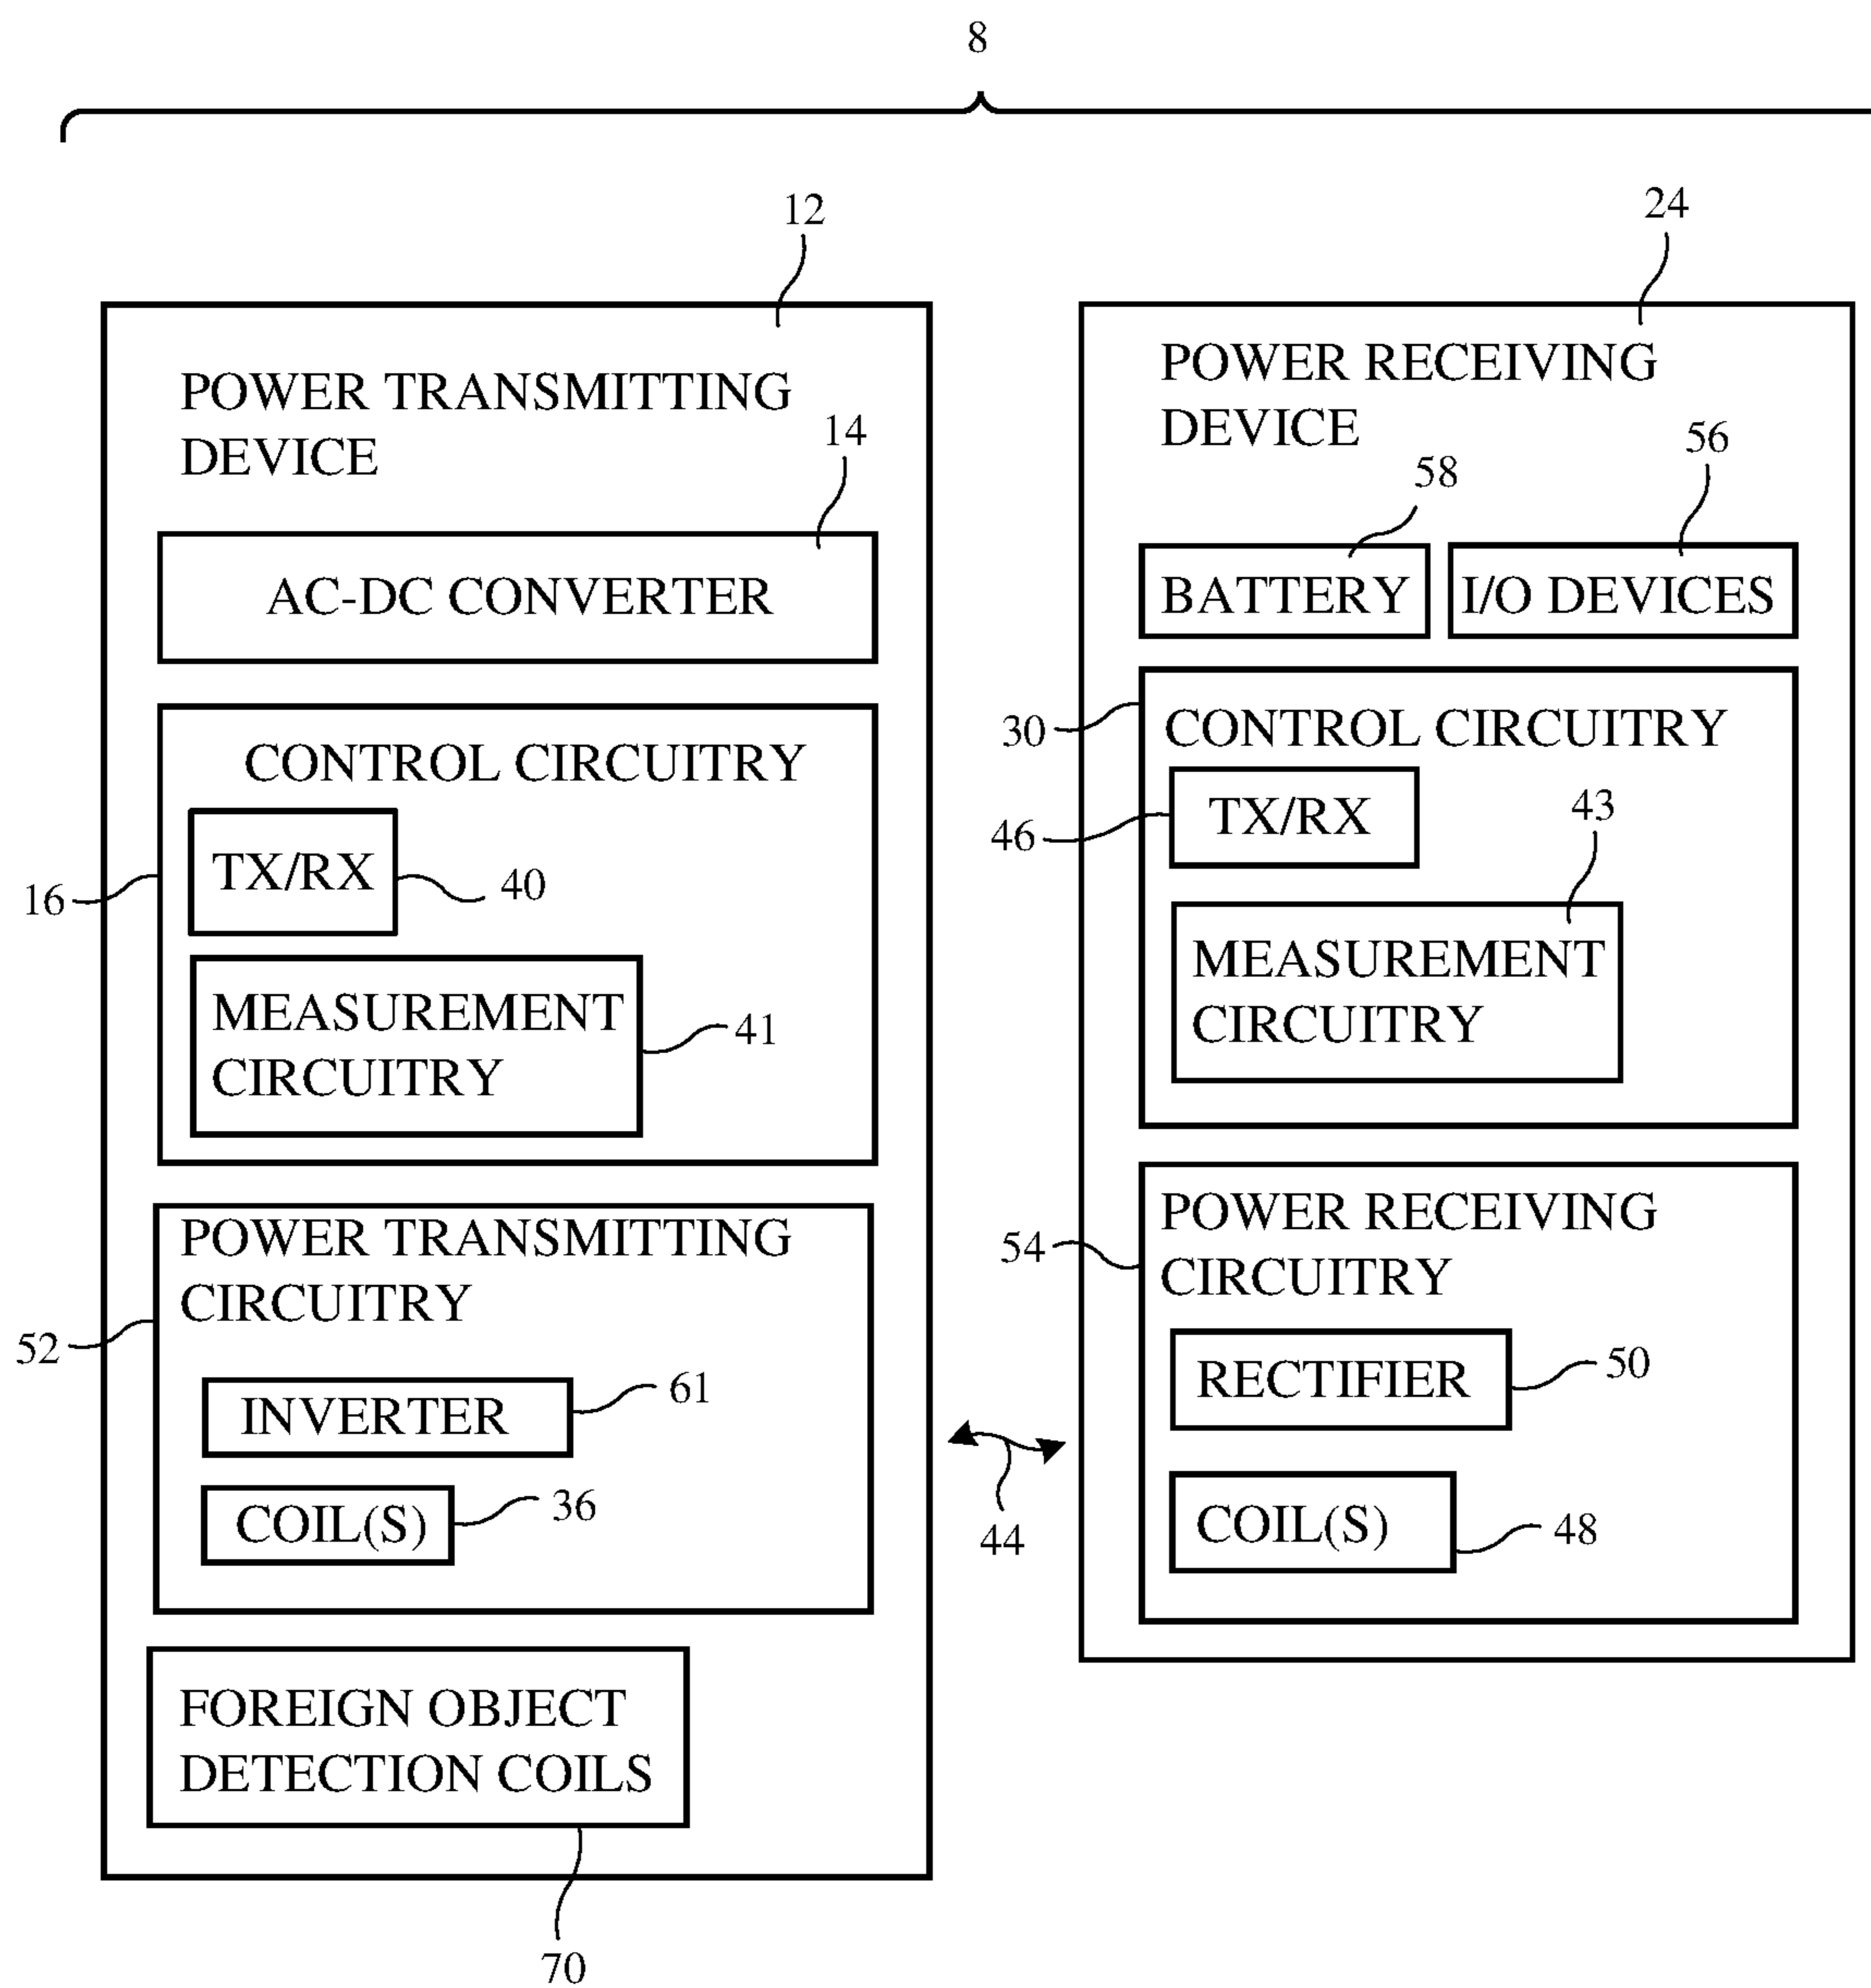 8
12
POWER TRANSMITTING
DEVICE
14
AC-DC CONVERTER
CONTROL CIRCUITRY
TX/RX
40
16
MEASUREMENT
CIRCUITRY
41
POWER TRANSMITTING
CIRCUITRY
52
INVERTER
61
COIL(S)
36
FOREIGN OBJECT
DETECTION COILS
70
44
24
POWER RECEIVING
DEVICE
58
56
BATTERY
I/O DEVICES
30
CONTROL CIRCUITRY
TX/RX
46
43
MEASUREMENT
CIRCUITRY
POWER RECEIVING
CIRCUITRY
54
RECTIFIER
50
COIL(S)
48